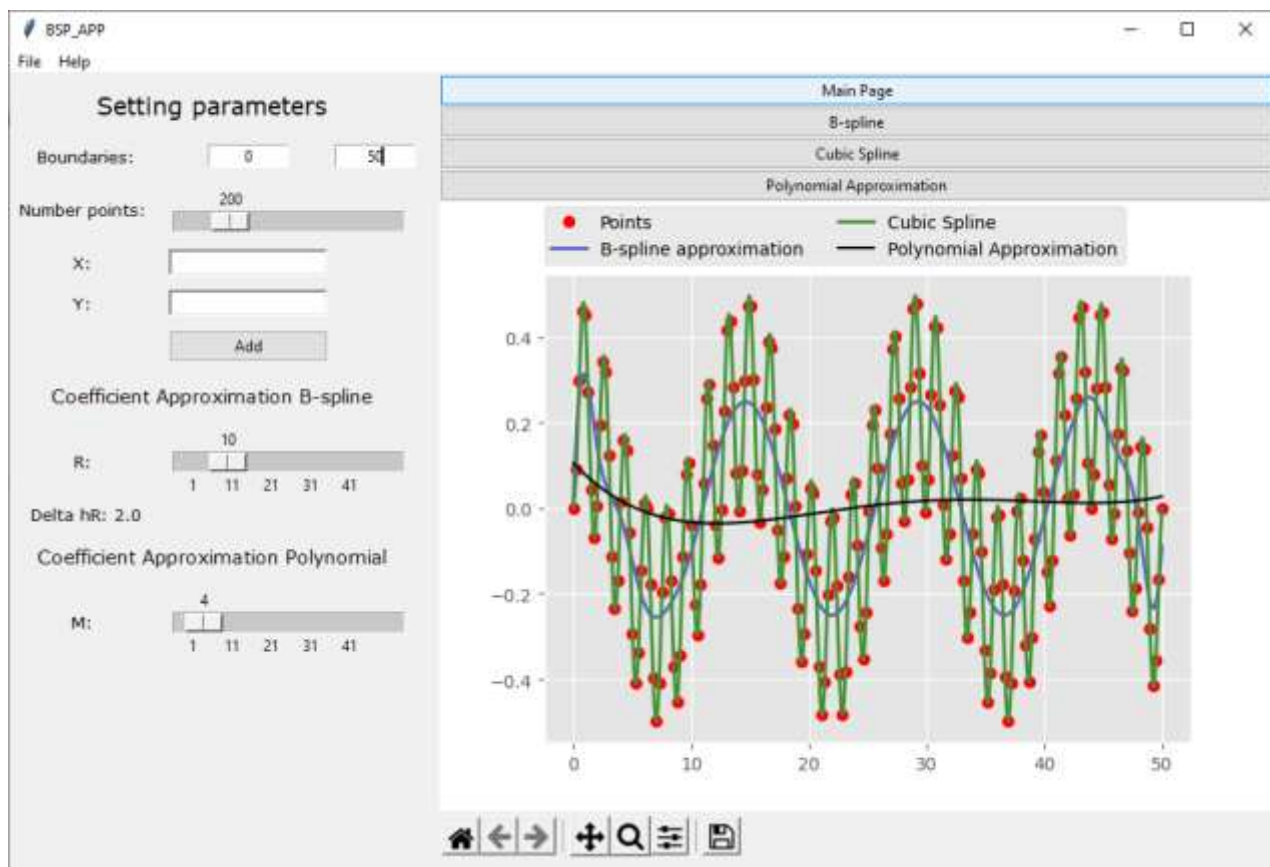 BSP_APP
File Help
Setting parameters
Boundaries: 0 50
Number points: 200
X:
Y:
Add
Coefficient Approximation B-spline
10
R:
1 11 21 31 41
Delta hR: 2.0
Coefficient Approximation Polynomial
4
M:
1 11 21 31 41
Main Page
B-spline
Cubic Spline
Polynomial Approximation
Points Cubic Spline
B-spline approximation Polynomial Approximation
0.4
0.2
0.0
−0.2
−0.4
0 10 20 30 40 50